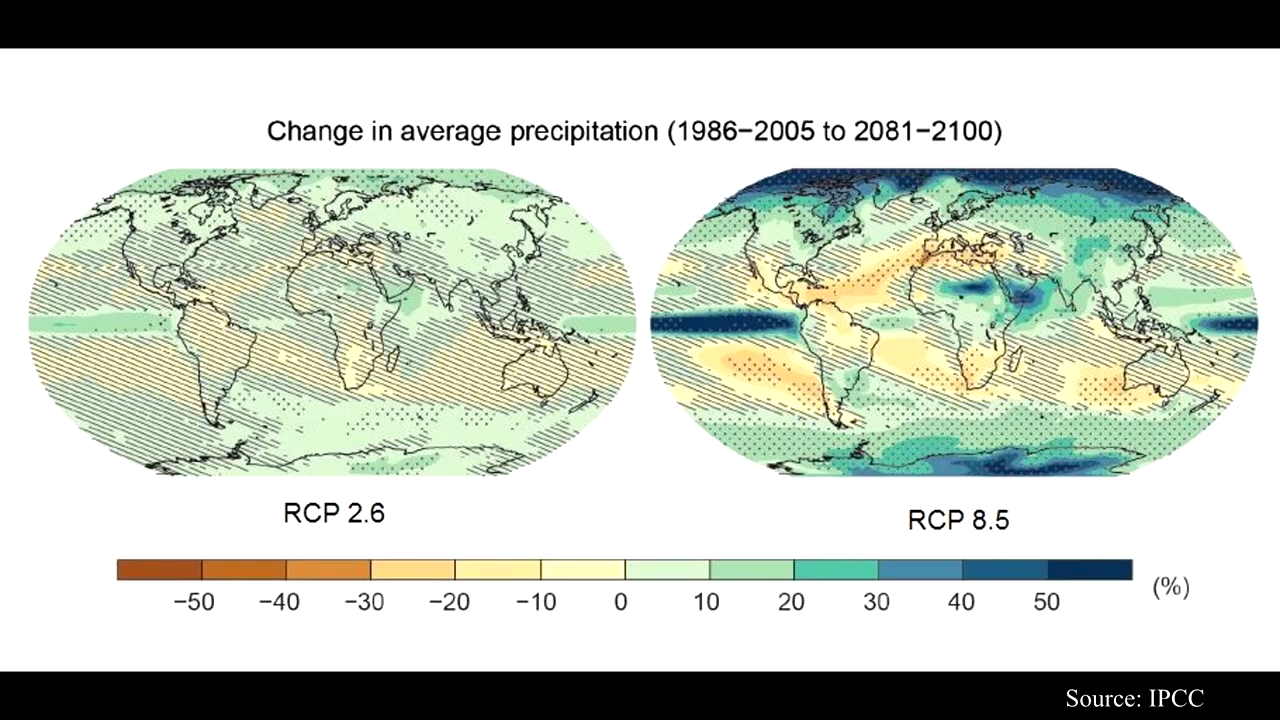 Change in average precipitation (1986−2005 to 2081−2100)
RCP 2.6
RCP 8.5
−50 −40 −30 −20 −10 0 10 20 30 40 50 (%)
Source: IPCC